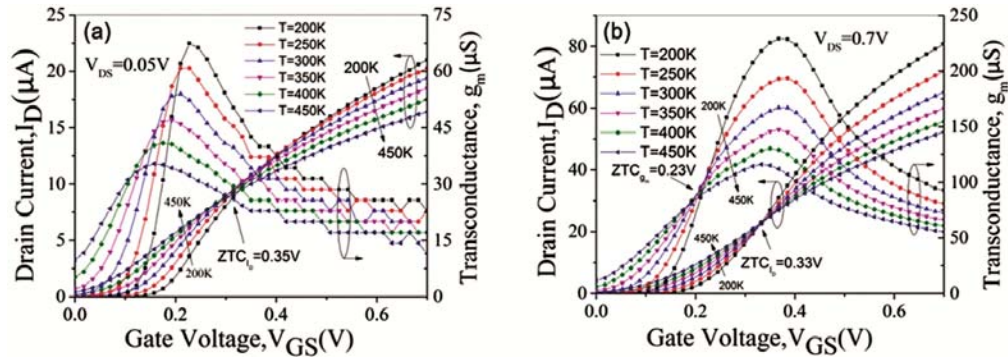 (a)
V_DS=0.05V
T=200K
T=250K
T=300K
T=350K
T=400K
T=450K
200K
450K
450K
200K
ZTC_I_D=0.35V
Drain Current,I_D(μA)
25
20
15
10
5
0
Transconductance, g_m(μS)
75
60
45
30
15
0
0.0 0.2 0.4 0.6
Gate Voltage,V_GS(V)
(b)
V_DS=0.7V
T=200K
T=250K
T=300K
T=350K
T=400K
T=450K
200K
450K
ZTC_g_m=0.23V
450K
200K
ZTC_I_D=0.33V
Drain Current,I_D(μA)
80
60
40
20
0
Transconductance, g_m(μS)
250
200
150
100
50
0
0.0 0.2 0.4 0.6
Gate Voltage,V_GS(V)